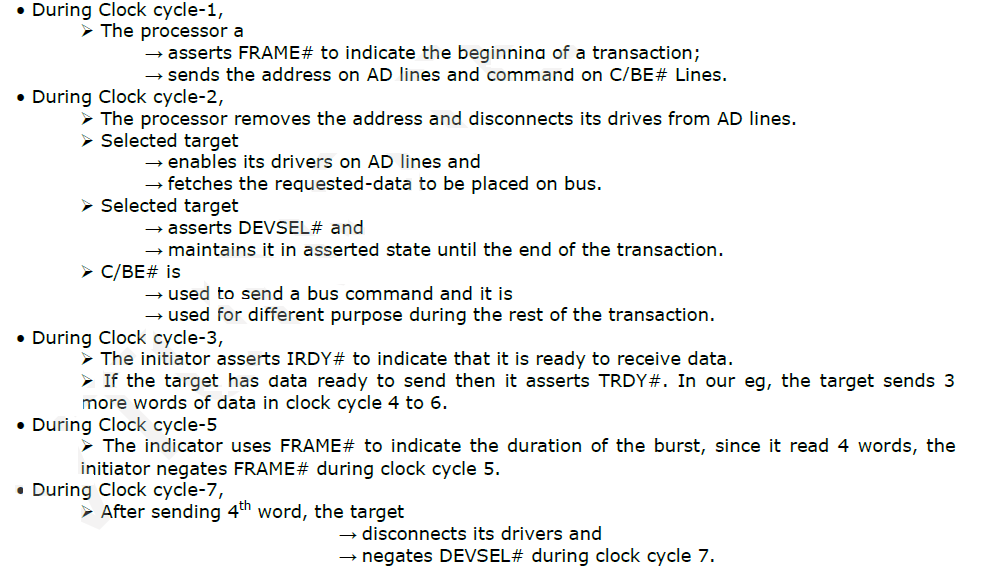 • During Clock cycle-1,
➢ The processor a
→ asserts FRAME# to indicate the beginning of a transaction;
→ sends the address on AD lines and command on C/BE# Lines.
• During Clock cycle-2,
➢ The processor removes the address and disconnects its drives from AD lines.
➢ Selected target
→ enables its drivers on AD lines and
→ fetches the requested-data to be placed on bus.
➢ Selected target
→ asserts DEVSEL# and
→ maintains it in asserted state until the end of the transaction.
➢ C/BE# is
→ used to send a bus command and it is
→ used for different purpose during the rest of the transaction.
• During Clock cycle-3,
➢ The initiator asserts IRDY# to indicate that it is ready to receive data.
➢ If the target has data ready to send then it asserts TRDY#. In our eg, the target sends 3
more words of data in clock cycle 4 to 6.
• During Clock cycle-5
➢ The indicator uses FRAME# to indicate the duration of the burst, since it read 4 words, the
initiator negates FRAME# during clock cycle 5.
• During Clock cycle-7,
➢ After sending 4th word, the target
→ disconnects its drivers and
→ negates DEVSEL# during clock cycle 7.